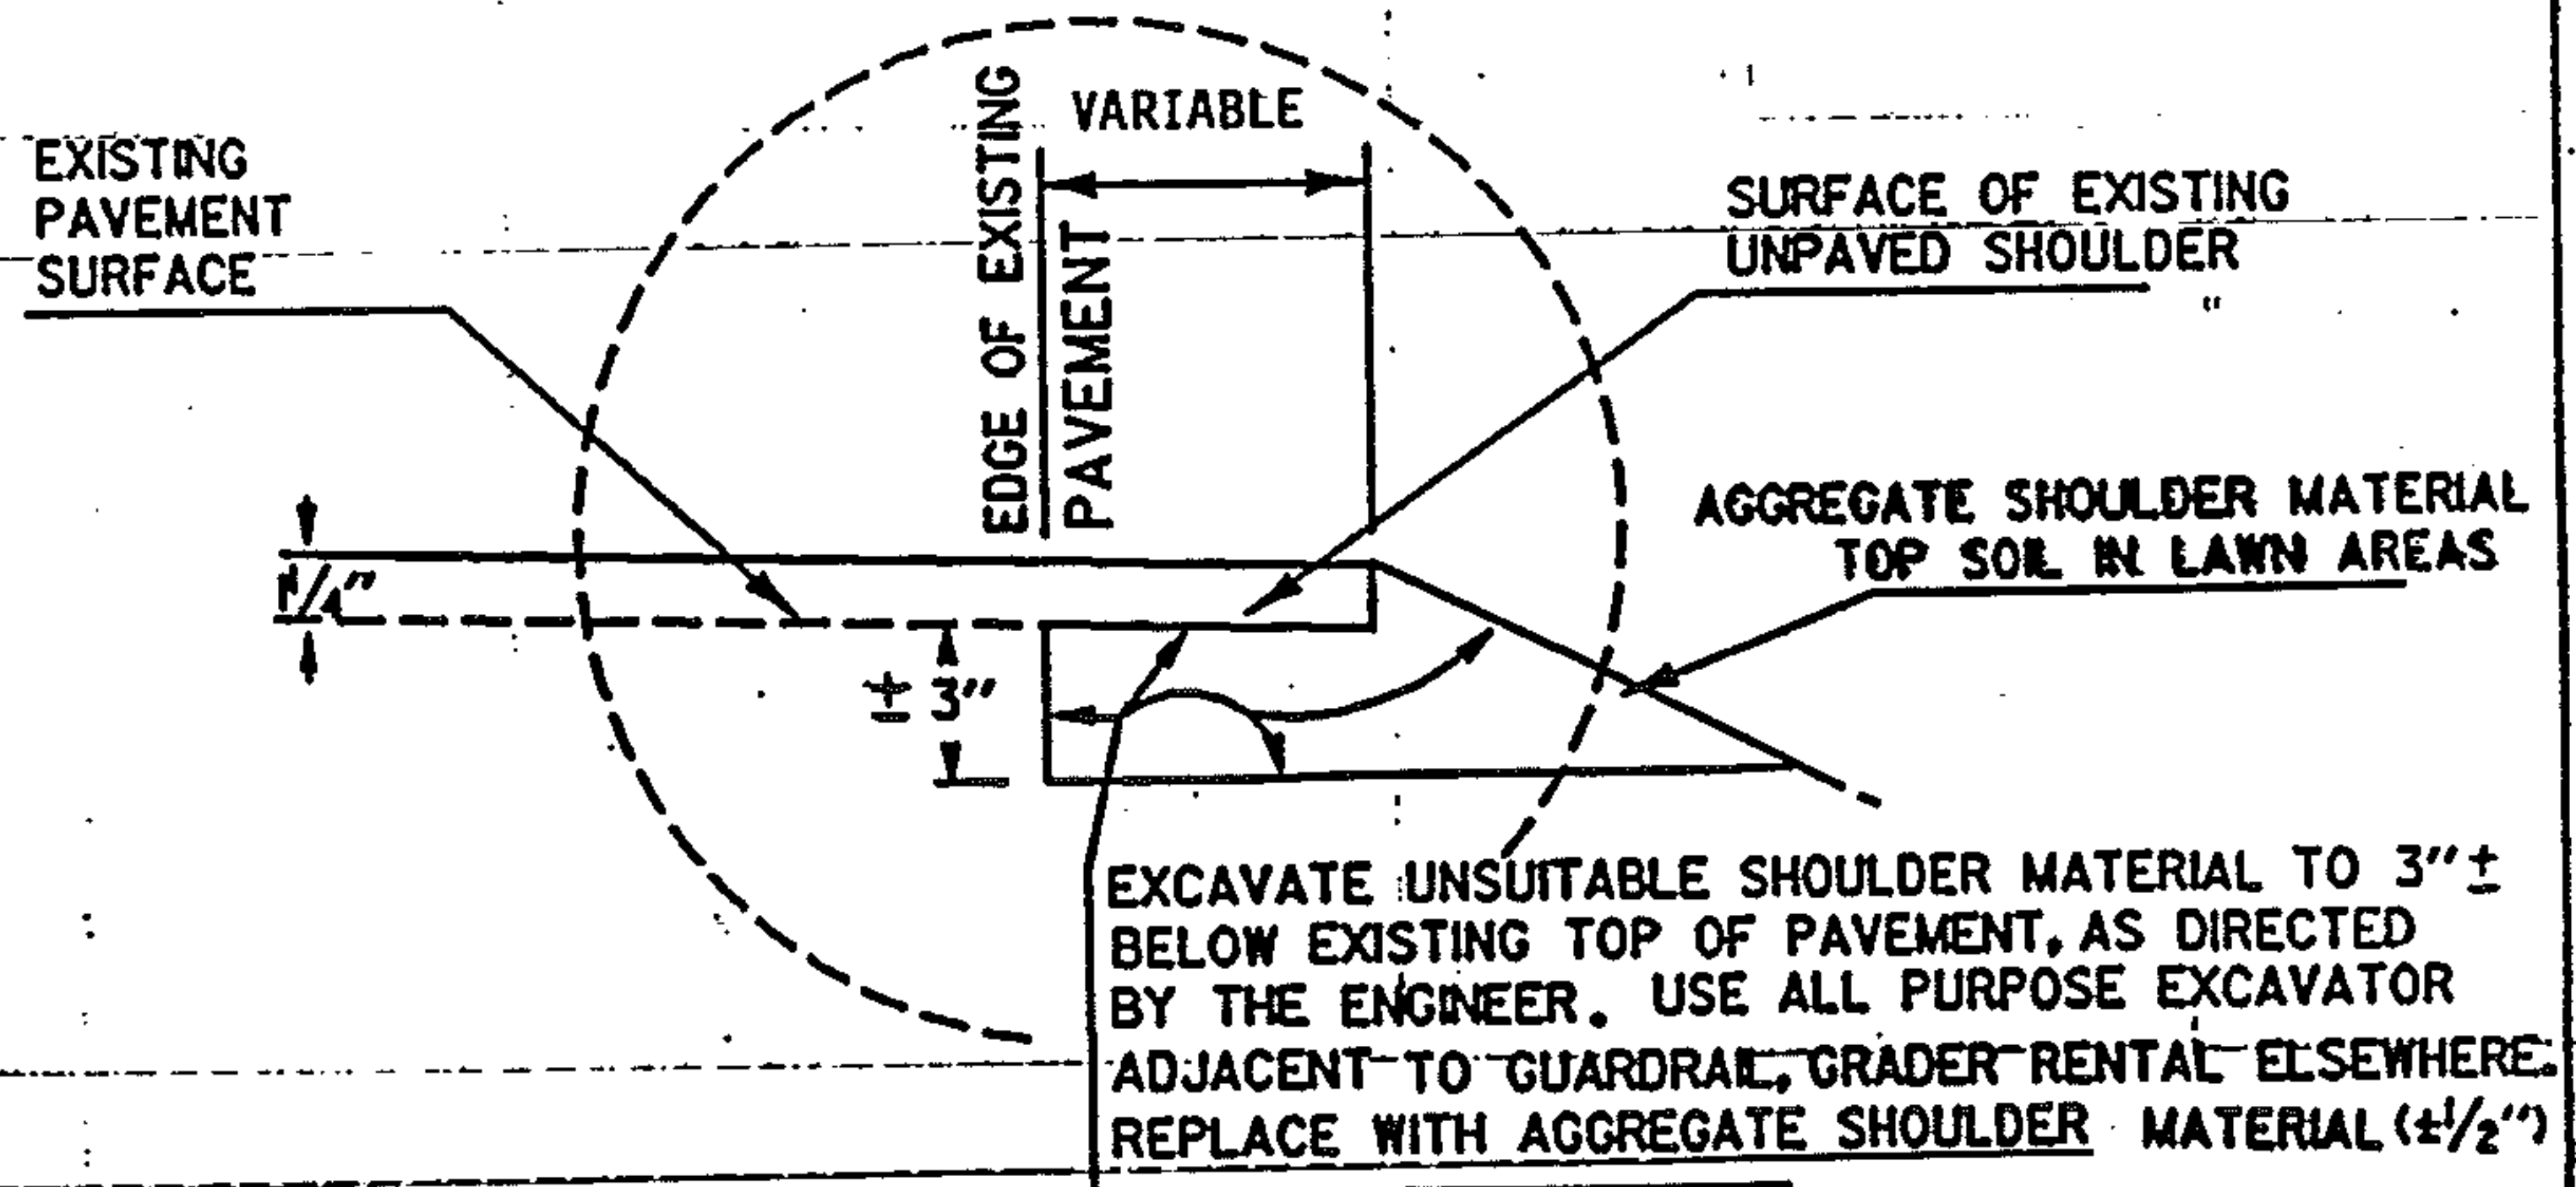 EXISTING
PAVEMENT
SURFACE
EDGE OF EXISTING
PAVEMENT
VARIABLE
SURFACE OF EXISTING
UNPAVED SHOULDER
AGGREGATE SHOULDER MATERIAL
TOP SOIL IN LAWN AREAS
± 3"
EXCAVATE UNSUITABLE SHOULDER MATERIAL TO 3"±
BELOW EXISTING TOP OF PAVEMENT, AS DIRECTED
BY THE ENGINEER. USE ALL PURPOSE EXCAVATOR
ADJACENT TO GUARDRAIL, GRADER RENTAL ELSEWHERE.
REPLACE WITH AGGREGATE SHOULDER MATERIAL (±1/2")